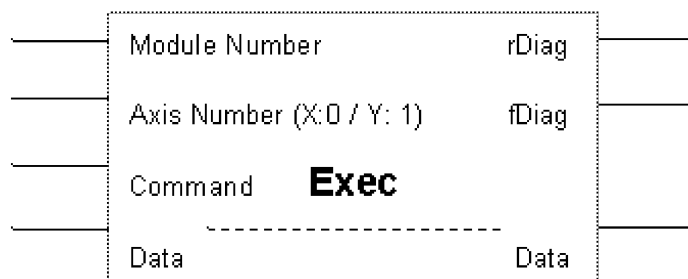 Module Number rDiag
Axis Number (X:0 / Y: 1) fDiag
Command Exec
Data Data